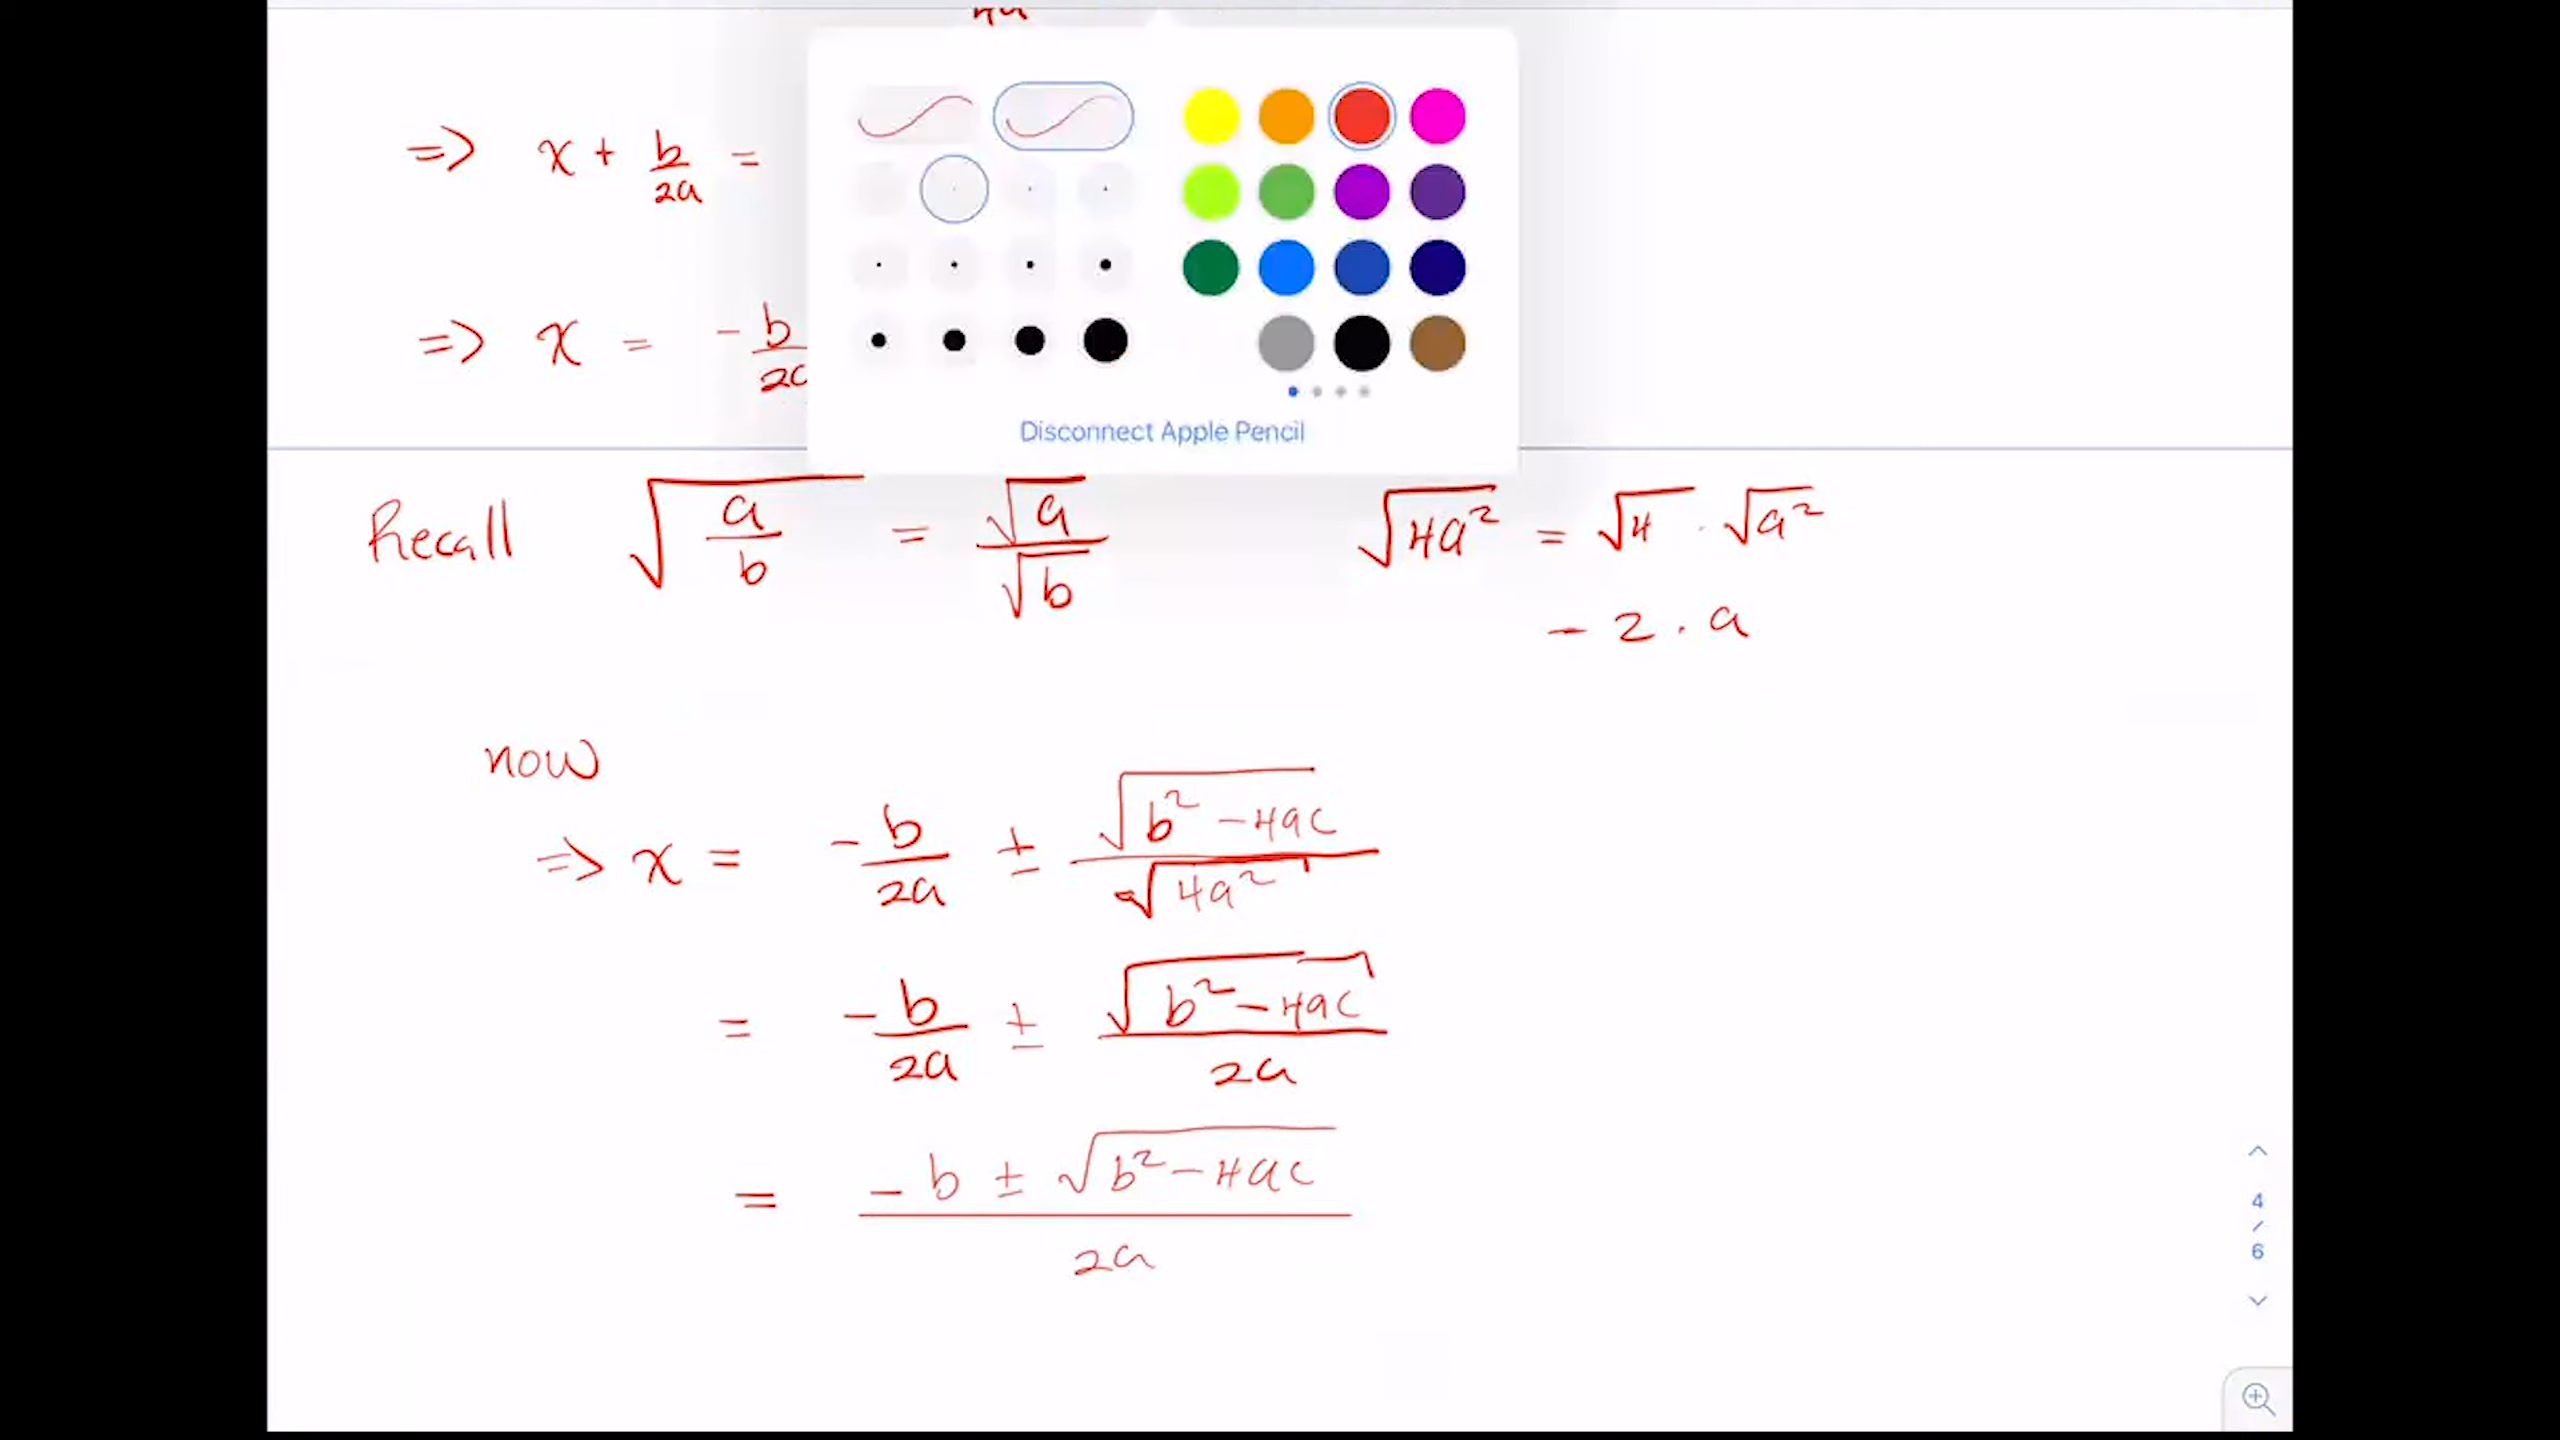 => x + b/2a =
=> x = -b/2a
Disconnect Apple Pencil
Recall √(a/b) = √a/√b √4a² = √4 · √a²
- 2 · a
now
=> x = -b/2a ± √(b² -4ac)/√4a²
= -b/2a ± √(b²-4ac)/2a
= (-b ± √(b²-4ac))/2a
4
/
6